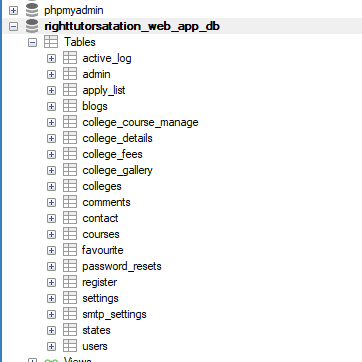 phpmyadmin
righttutorsatation_web_app_db
Tables
active_log
admin
apply_list
blogs
college_course_manage
college_details
college_fees
college_gallery
colleges
comments
contact
courses
favourite
password_resets
register
settings
smtp_settings
states
users
Views